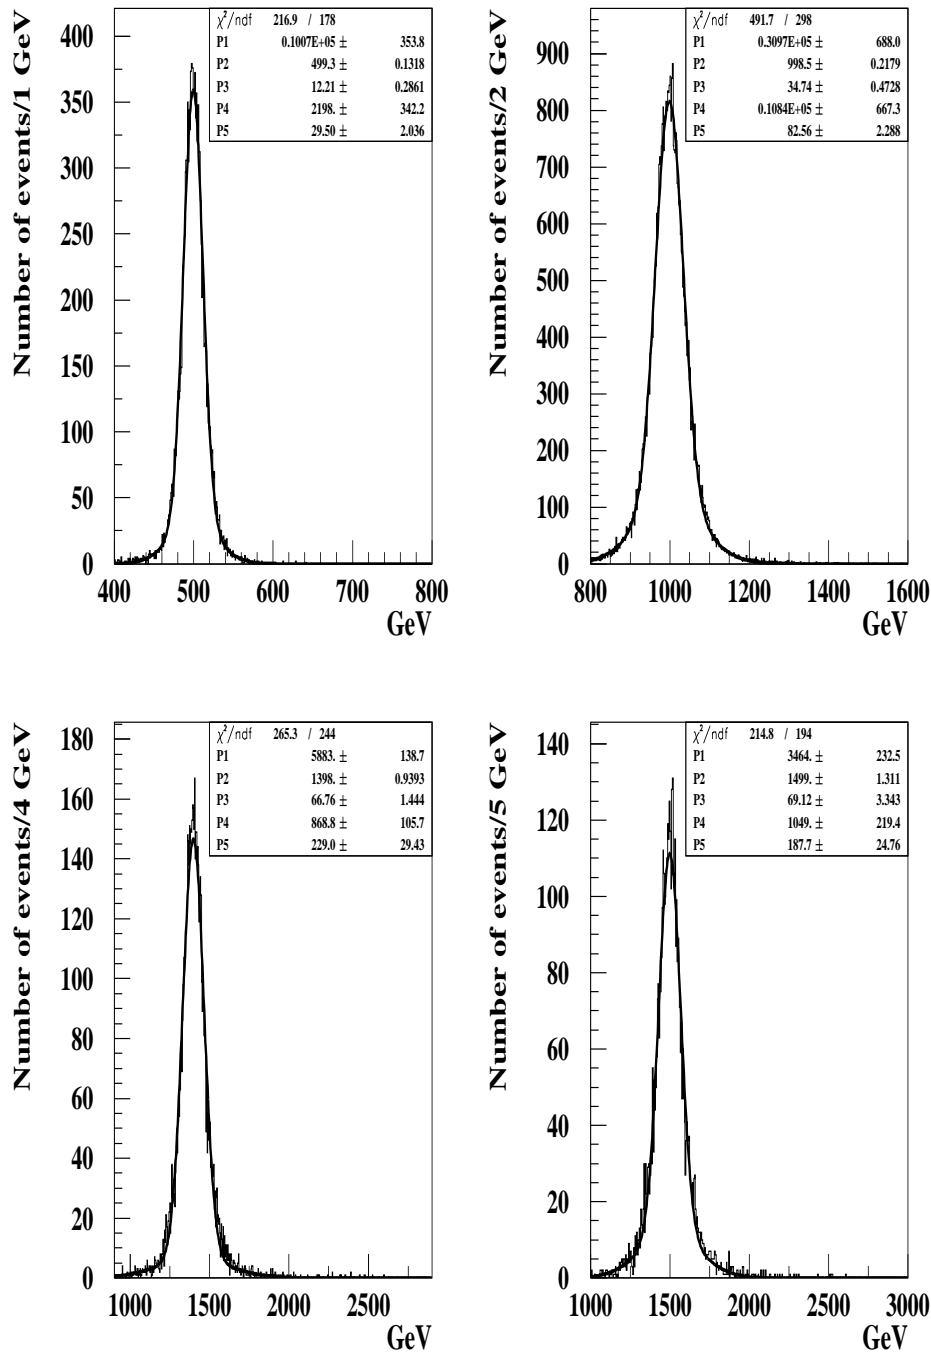 Number of events/1 GeV
χ²/ndf 216.9 / 178
P1 0.1007E+05 ± 353.8
P2 499.3 ± 0.1318
P3 12.21 ± 0.2861
P4 2198. ± 342.2
P5 29.50 ± 2.036
400
350
300
250
200
150
100
50
0
400 500 600 700 800
GeV
Number of events/2 GeV
χ²/ndf 491.7 / 298
P1 0.3097E+05 ± 688.0
P2 998.5 ± 0.2179
P3 34.74 ± 0.4728
P4 0.1084E+05 ± 667.3
P5 82.56 ± 2.288
900
800
700
600
500
400
300
200
100
0
800 1000 1200 1400 1600
GeV
Number of events/4 GeV
χ²/ndf 265.3 / 244
P1 5883. ± 138.7
P2 1398. ± 0.9393
P3 66.76 ± 1.444
P4 868.8 ± 105.7
P5 229.0 ± 29.43
180
160
140
120
100
80
60
40
20
0
1000 1500 2000 2500
GeV
Number of events/5 GeV
χ²/ndf 214.8 / 194
P1 3464. ± 232.5
P2 1499. ± 1.311
P3 69.12 ± 3.343
P4 1049. ± 219.4
P5 187.7 ± 24.76
140
120
100
80
60
40
20
0
1000 1500 2000 2500 3000
GeV